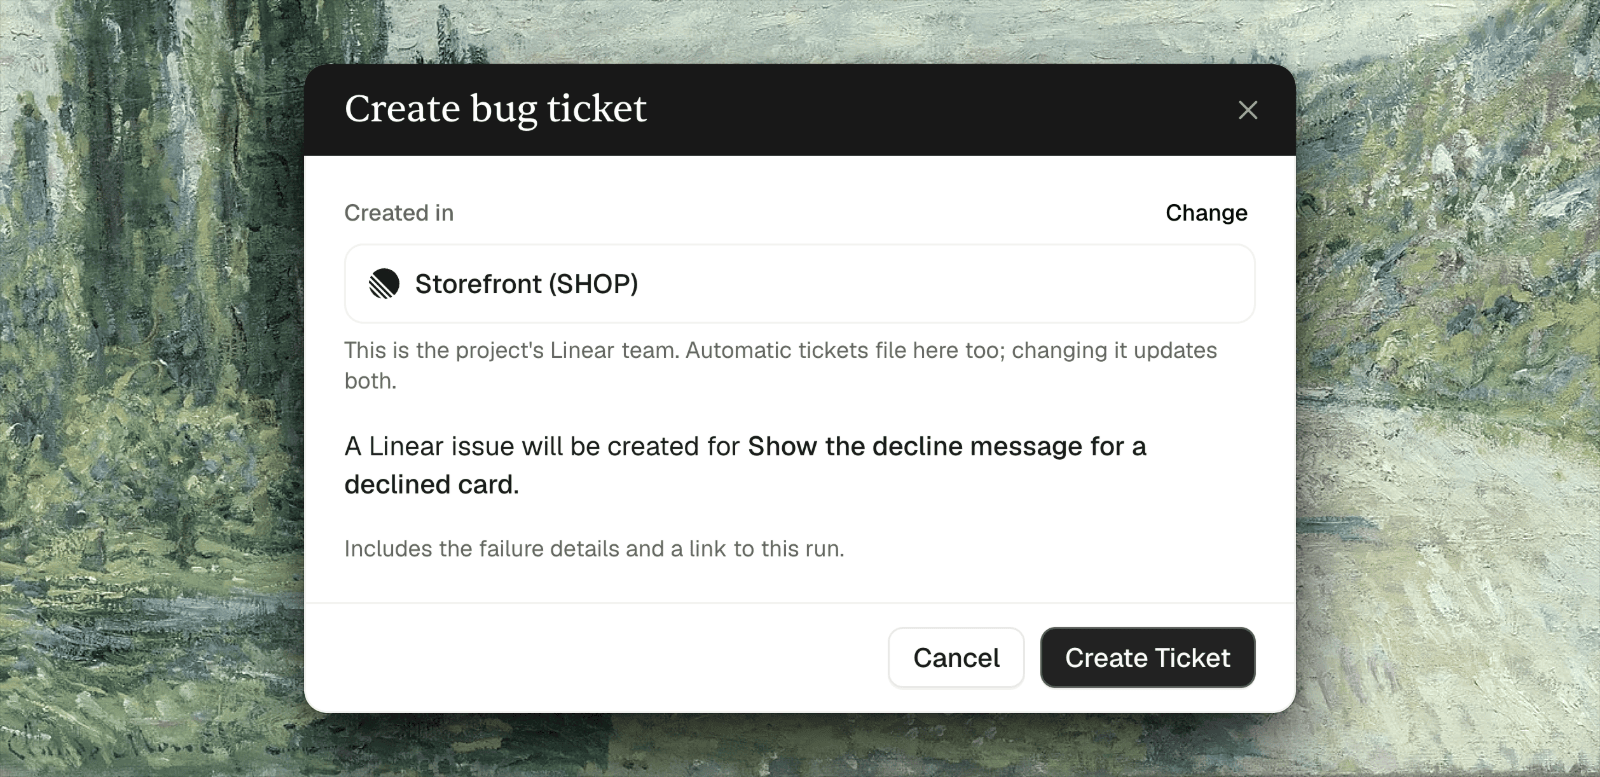 Create bug ticket
Created in
Change
Storefront (SHOP)
This is the project's Linear team. Automatic tickets file here too; changing it updates
both.
A Linear issue will be created for Show the decline message for a
declined card.
Includes the failure details and a link to this run.
Cancel
Create Ticket
Claude Monet